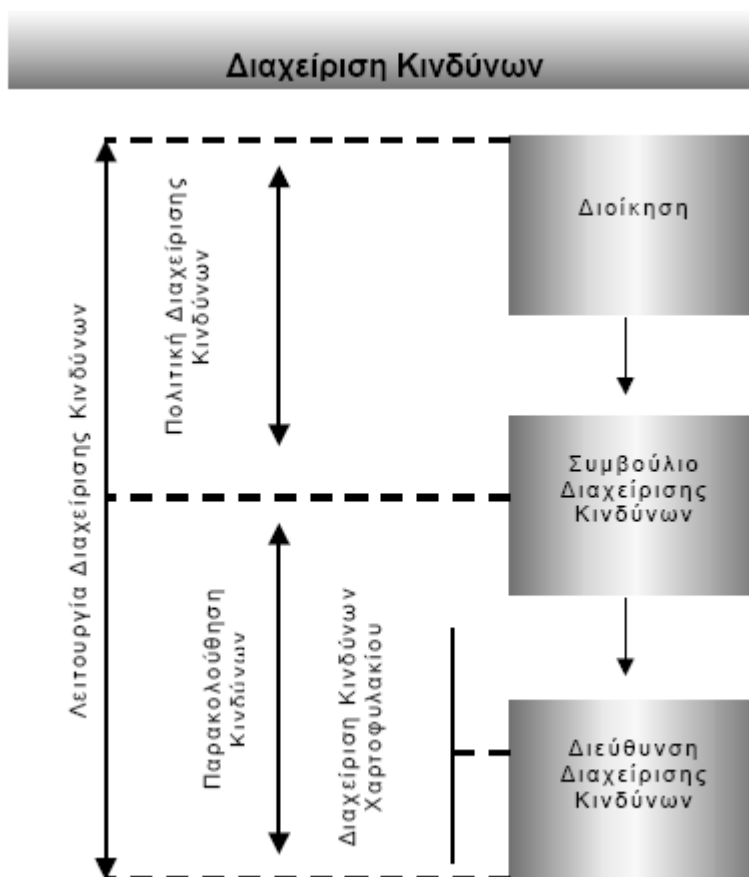 Διαχείριση Κινδύνων
Λειτουργία Διαχείρισης Κινδύνων
Πολιτική Διαχείρισης
Κινδύνων
Διοίκηση
Συμβούλιο
Διαχείρισης
Κινδύνων
Παρακολούθηση
Κινδύνων
Διαχείριση Κινδύνων
Χαρτοφυλακίου
Διεύθυνση
Διαχείρισης
Κινδύνων